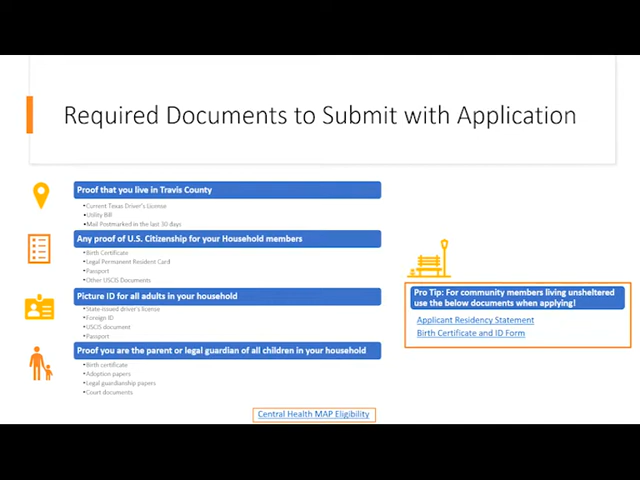 Required Documents to Submit with Application
Proof that you live in Travis County
•Current Texas Driver's License
•Utility Bill
•Mail Postmarked in the last 30 days
Any proof of U.S. Citizenship for your Household members
•Birth Certificate
•Legal Permanent Resident Card
•Passport
•Other USCIS Documents
Picture ID for all adults in your household
•State-issued driver's license
•Foreign ID
•USCIS document
•Passport
Proof you are the parent or legal guardian of all children in your household
•Birth certificate
•Adoption papers
•Legal guardianship papers
•Court documents
Pro Tip: For community members living unsheltered
use the below documents when applying!
Applicant Residency Statement
Birth Certificate and ID Form
Central Health MAP Eligibility